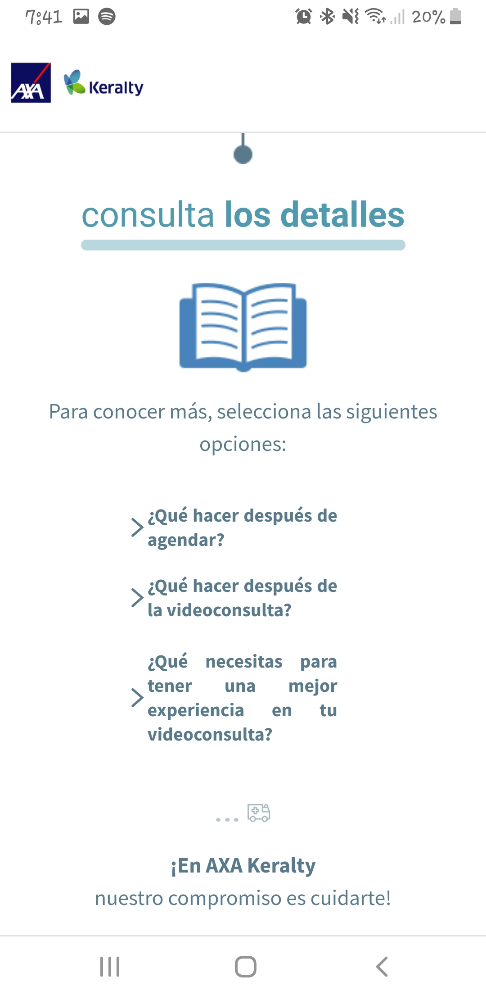 7:41
20%
AXA
Keralty
consulta los detalles
Para conocer más, selecciona las siguientes
opciones:
¿Qué hacer después de
agendar?
¿Qué hacer después de
la videoconsulta?
¿Qué necesitas para
tener una mejor
experiencia en tu
videoconsulta?
¡En AXA Keralty
nuestro compromiso es cuidarte!